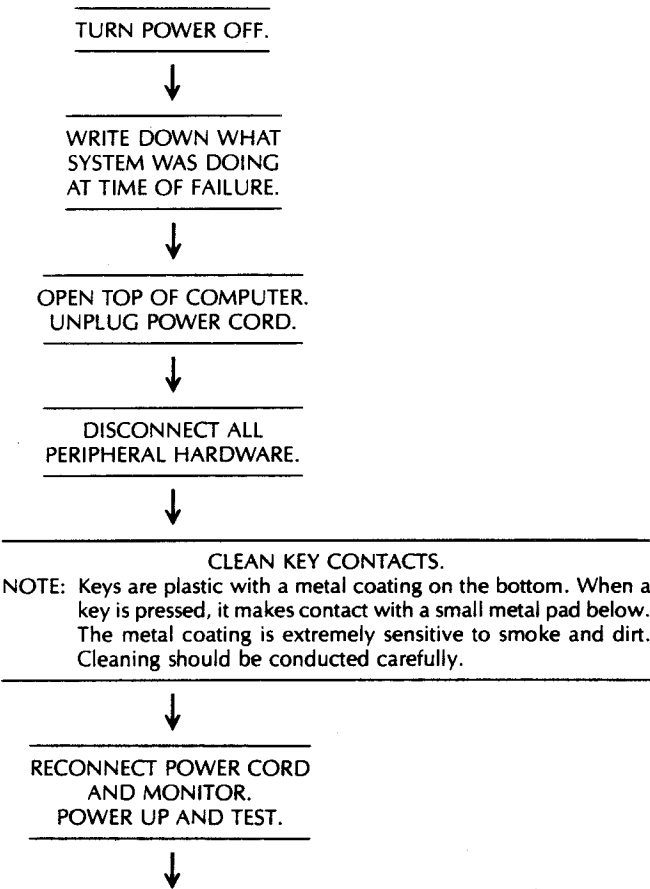 TURN POWER OFF.
WRITE DOWN WHAT
SYSTEM WAS DOING
AT TIME OF FAILURE.
OPEN TOP OF COMPUTER.
UNPLUG POWER CORD.
DISCONNECT ALL
PERIPHERAL HARDWARE.
CLEAN KEY CONTACTS.
NOTE: Keys are plastic with a metal coating on the bottom. When a
key is pressed, it makes contact with a small metal pad below.
The metal coating is extremely sensitive to smoke and dirt.
Cleaning should be conducted carefully.
RECONNECT POWER CORD
AND MONITOR.
POWER UP AND TEST.